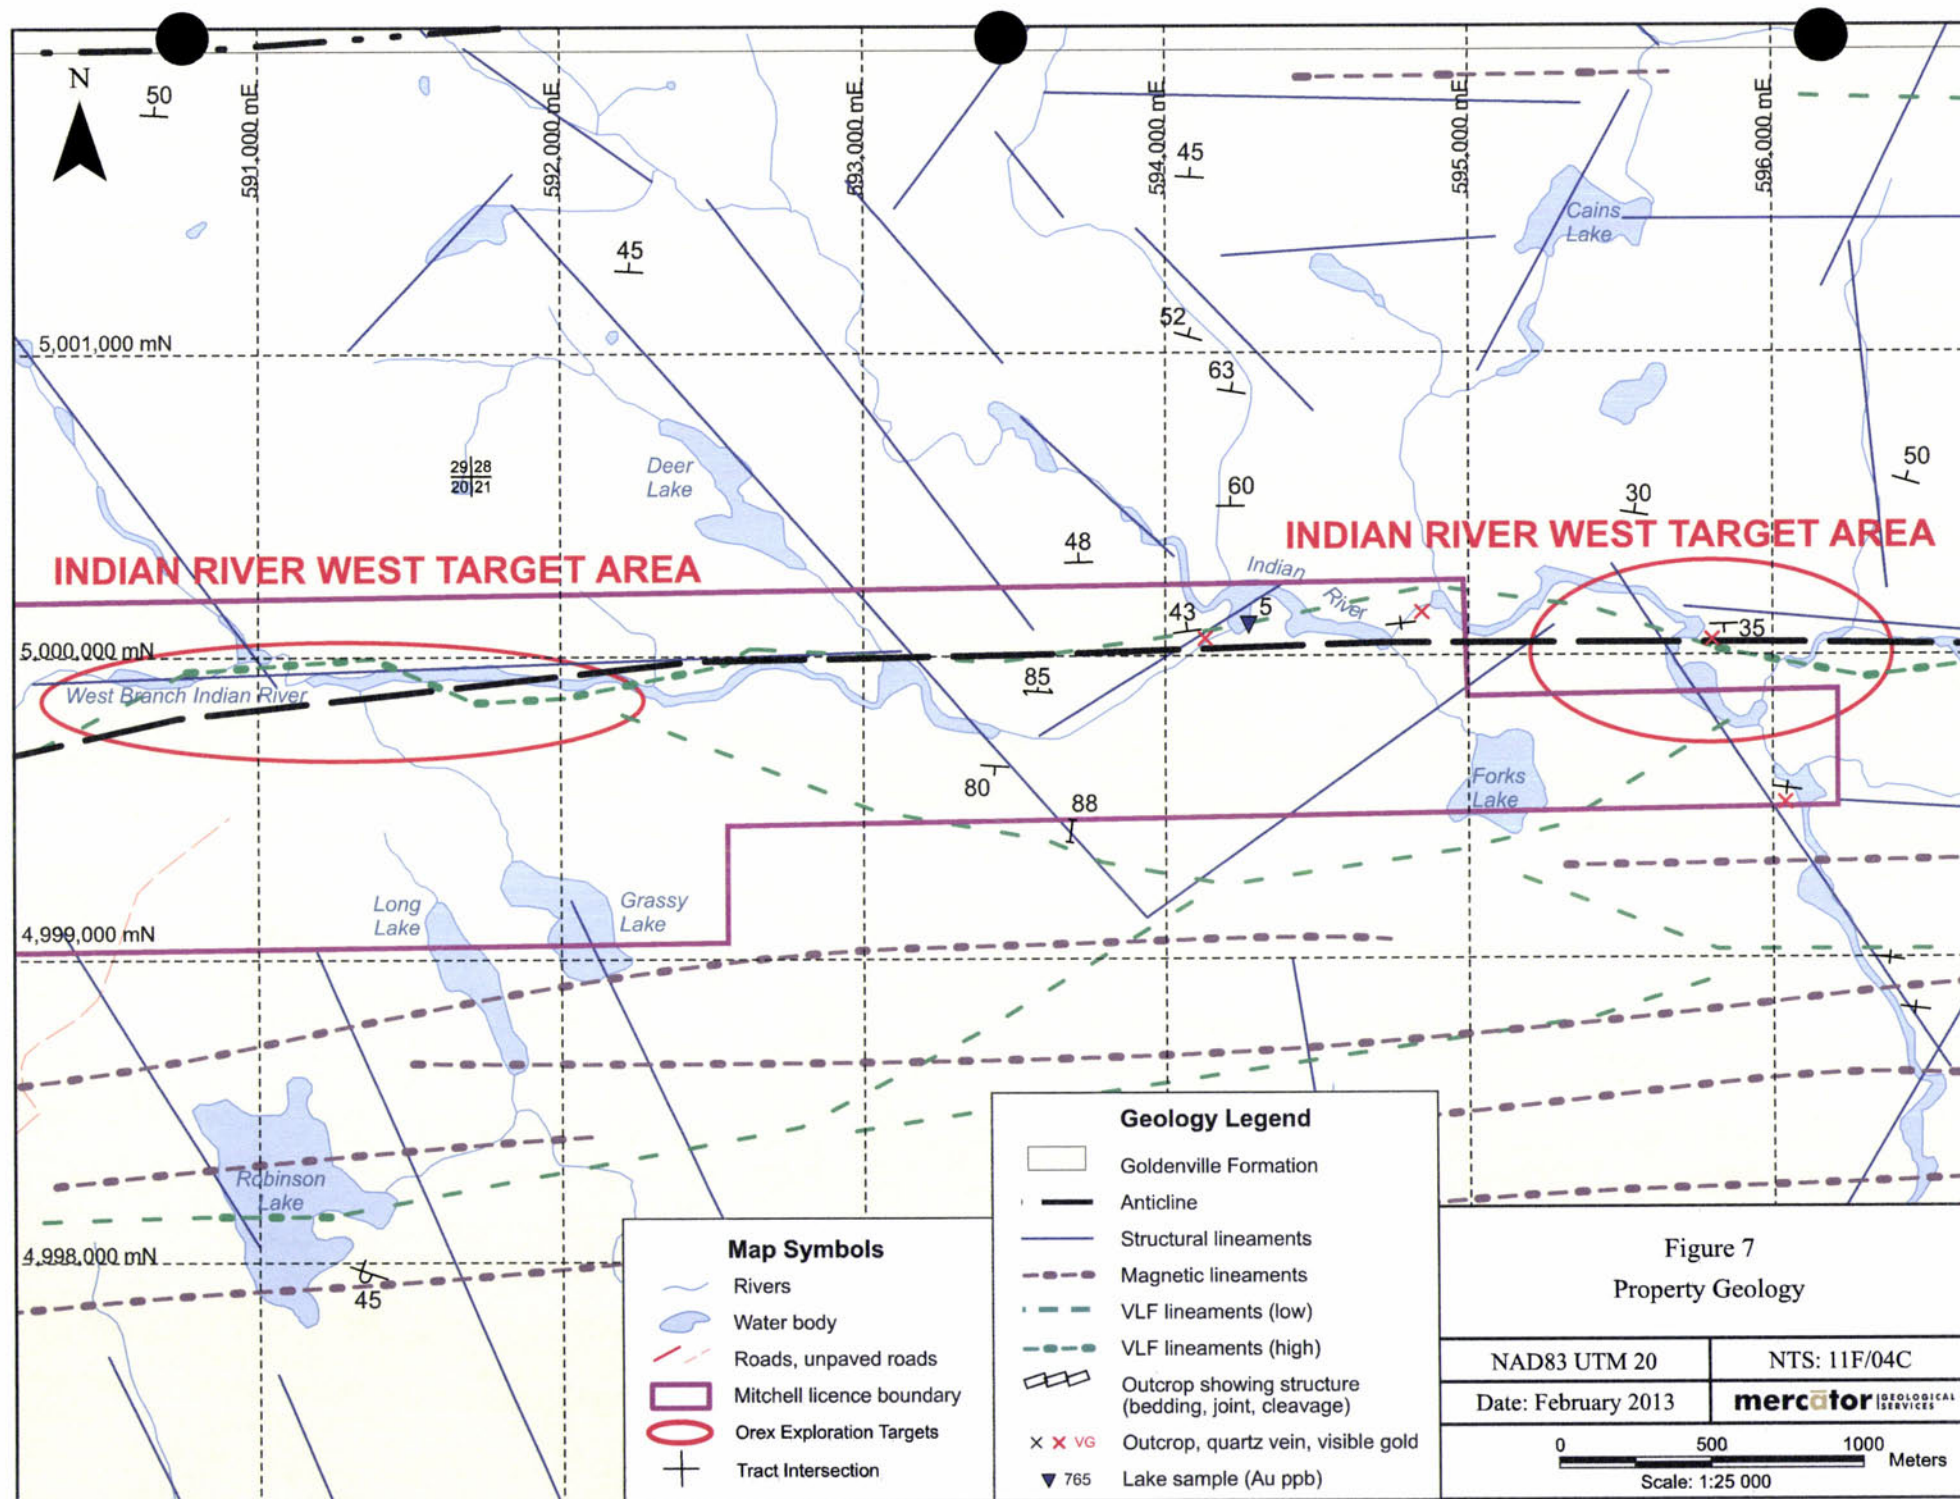 N
50
591,000 mE
592,000 mE
593,000 mE
594,000 mE
595,000 mE
596,000 mE
45
Cains
Lake
45
52
5,001,000 mN
63
Deer
Lake
29 28
20 21
50
60
30
48
INDIAN RIVER WEST TARGET AREA
INDIAN RIVER WEST TARGET AREA
Indian
River
43
5
35
5,000,000 mN
West Branch Indian River
85
80
88
Forks
Lake
Long
Lake
Grassy
Lake
4,999,000 mN
Robinson
Lake
4,998,000 mN
45
Map Symbols
Rivers
Water body
Roads, unpaved roads
Mitchell licence boundary
Orex Exploration Targets
Tract Intersection
Geology Legend
Goldenville Formation
Anticline
Structural lineaments
Magnetic lineaments
VLF lineaments (low)
VLF lineaments (high)
Outcrop showing structure
(bedding, joint, cleavage)
VG Outcrop, quartz vein, visible gold
765 Lake sample (Au ppb)
Figure 7
Property Geology
NAD83 UTM 20
NTS: 11F/04C
Date: February 2013
mercātor GEOLOGICAL SERVICES
0 500 1000 Meters
Scale: 1:25 000